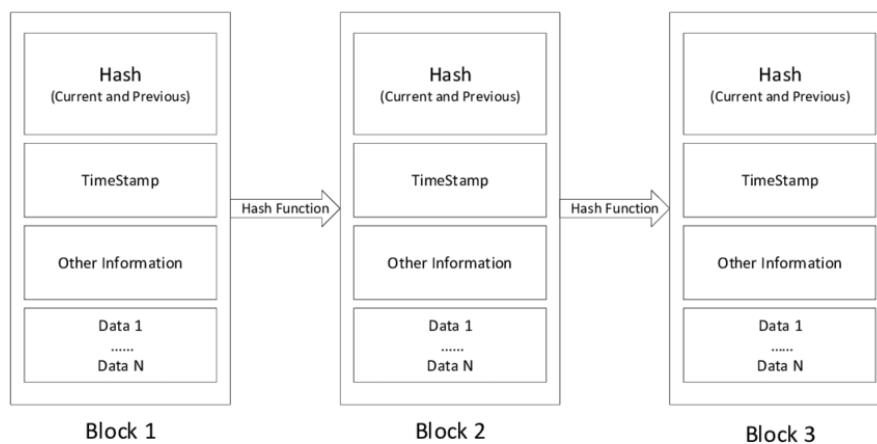 Hash
(Current and Previous)
TimeStamp
Other Information
Data 1
......
Data N
Block 1
Hash Function
Hash
(Current and Previous)
TimeStamp
Other Information
Data 1
......
Data N
Block 2
Hash Function
Hash
(Current and Previous)
TimeStamp
Other Information
Data 1
......
Data N
Block 3